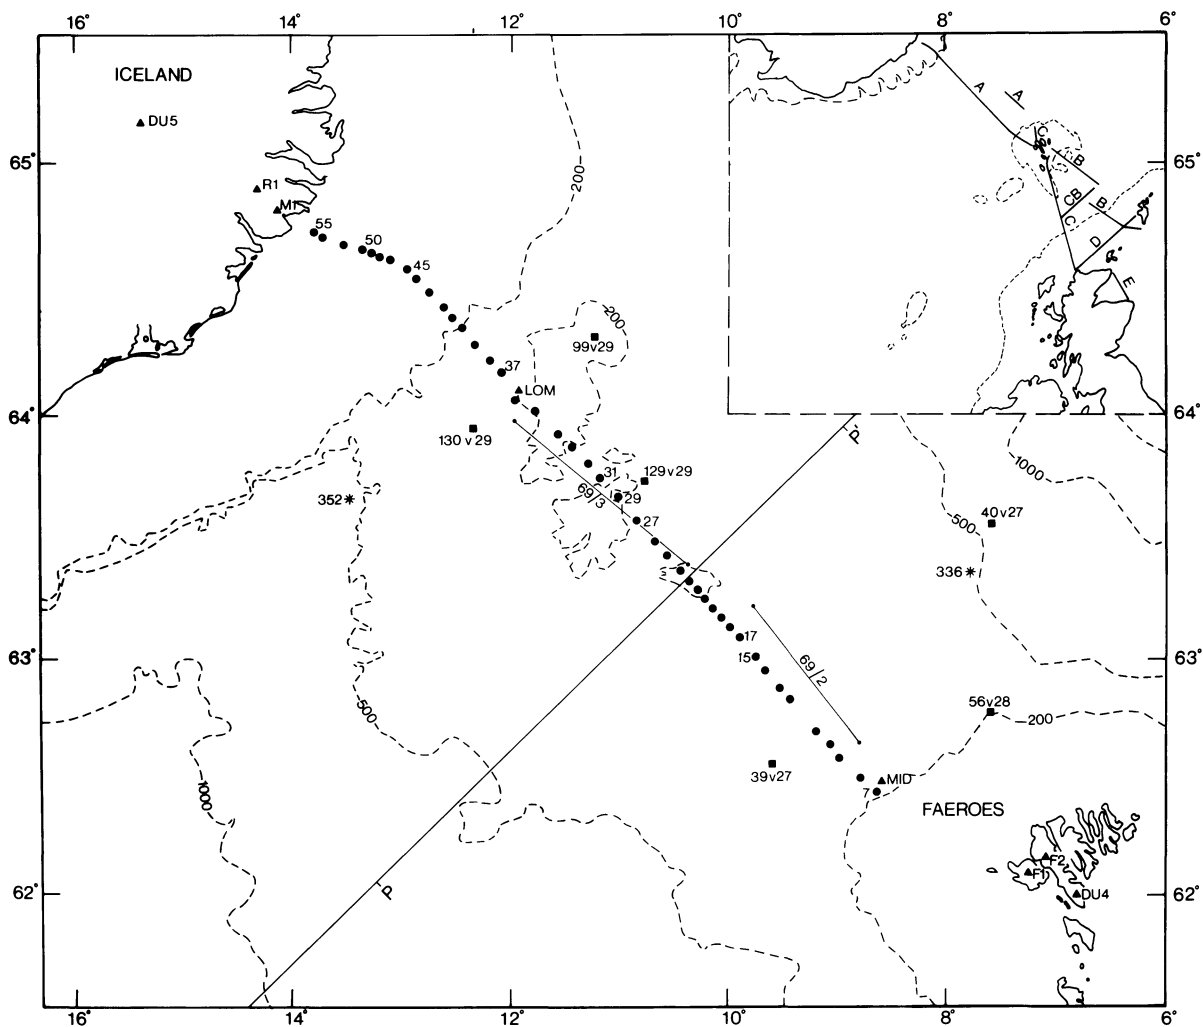 16° 14° 12° 10° 8° 6°
ICELAND
DU5
A
A
65°
65°
C
B
R1
200
M1
CB
B
55
C
50
D
45
E
200
99v29
37
LOM
64°
64°
130v29
P
1000
31
129v29
352
69/3
29
27
500
40v27
336
17
63°
15
63°
69/2
56v28
500
200
39v27
MID
7
1000
FAEROES
F2
F1
62°
P
DU4
62°
16° 14° 12° 10° 8° 6°